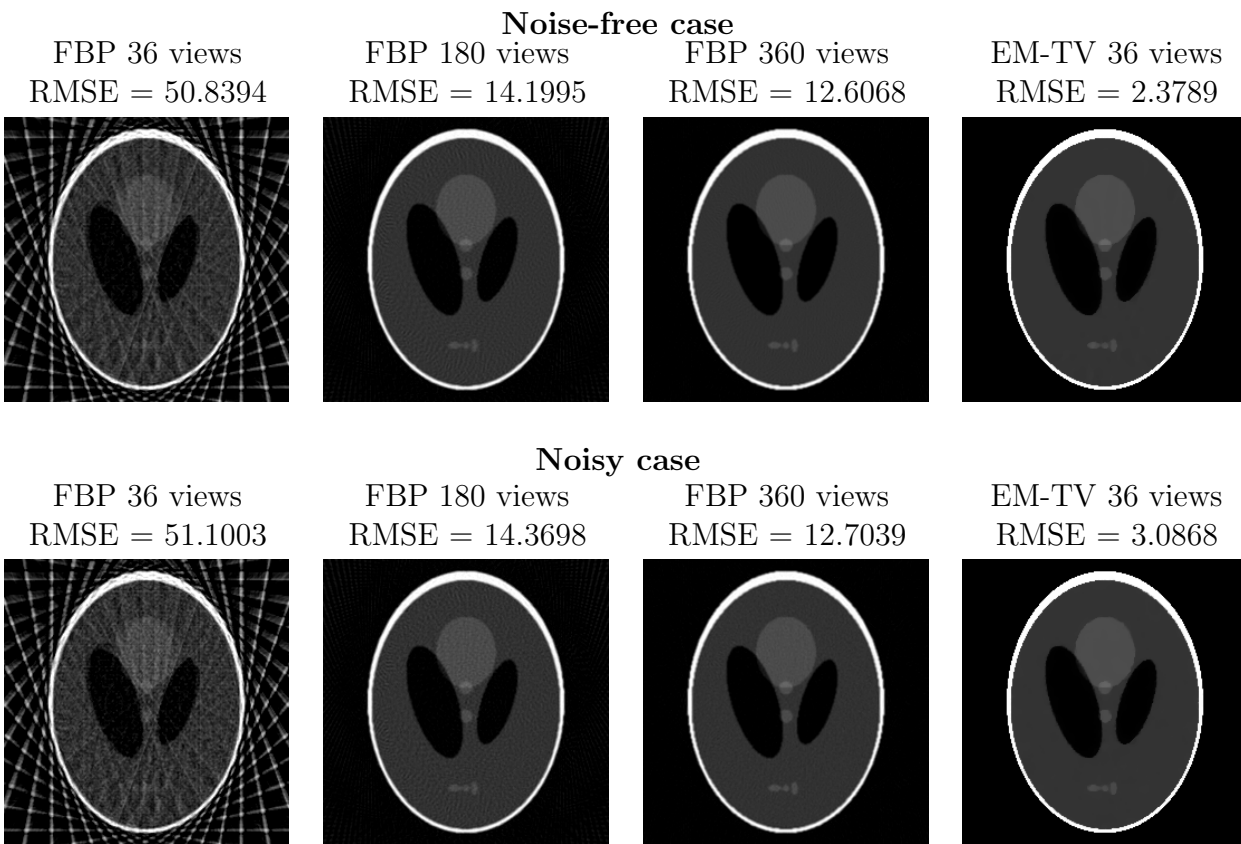 Noise-free case
FBP 36 views
RMSE = 50.8394
FBP 180 views
RMSE = 14.1995
FBP 360 views
RMSE = 12.6068
EM-TV 36 views
RMSE = 2.3789
Noisy case
FBP 36 views
RMSE = 51.1003
FBP 180 views
RMSE = 14.3698
FBP 360 views
RMSE = 12.7039
EM-TV 36 views
RMSE = 3.0868